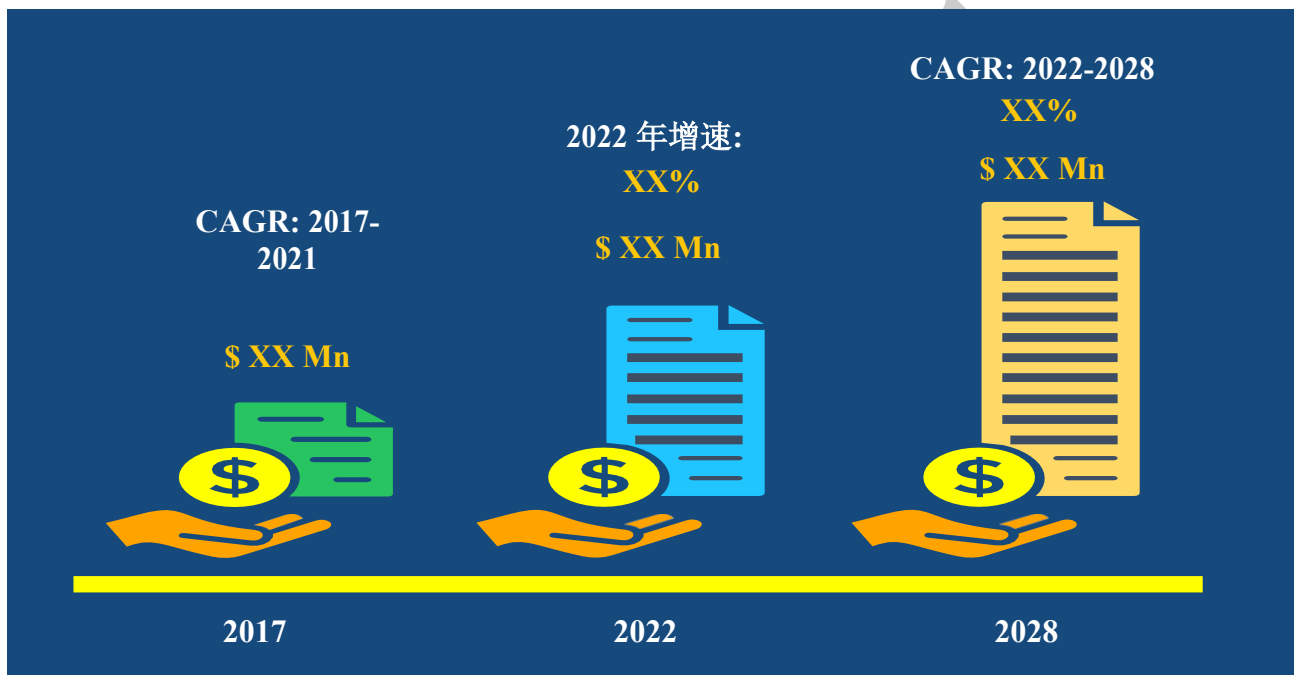 CAGR: 2017-
2021
$ XX Mn
2022 年增速:
XX%
$ XX Mn
CAGR: 2022-2028
XX%
$ XX Mn
$
$
$
2017
2022
2028